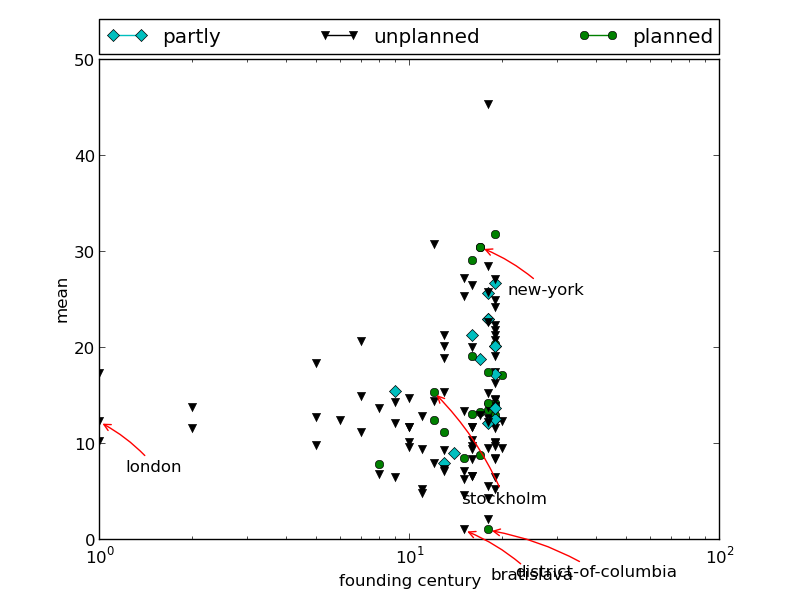 partly unplanned planned
50
40
30
20
10
0
mean
new-york
london
stockholm
bratislava
district-of-columbia
10^0 10^1 10^2
founding century